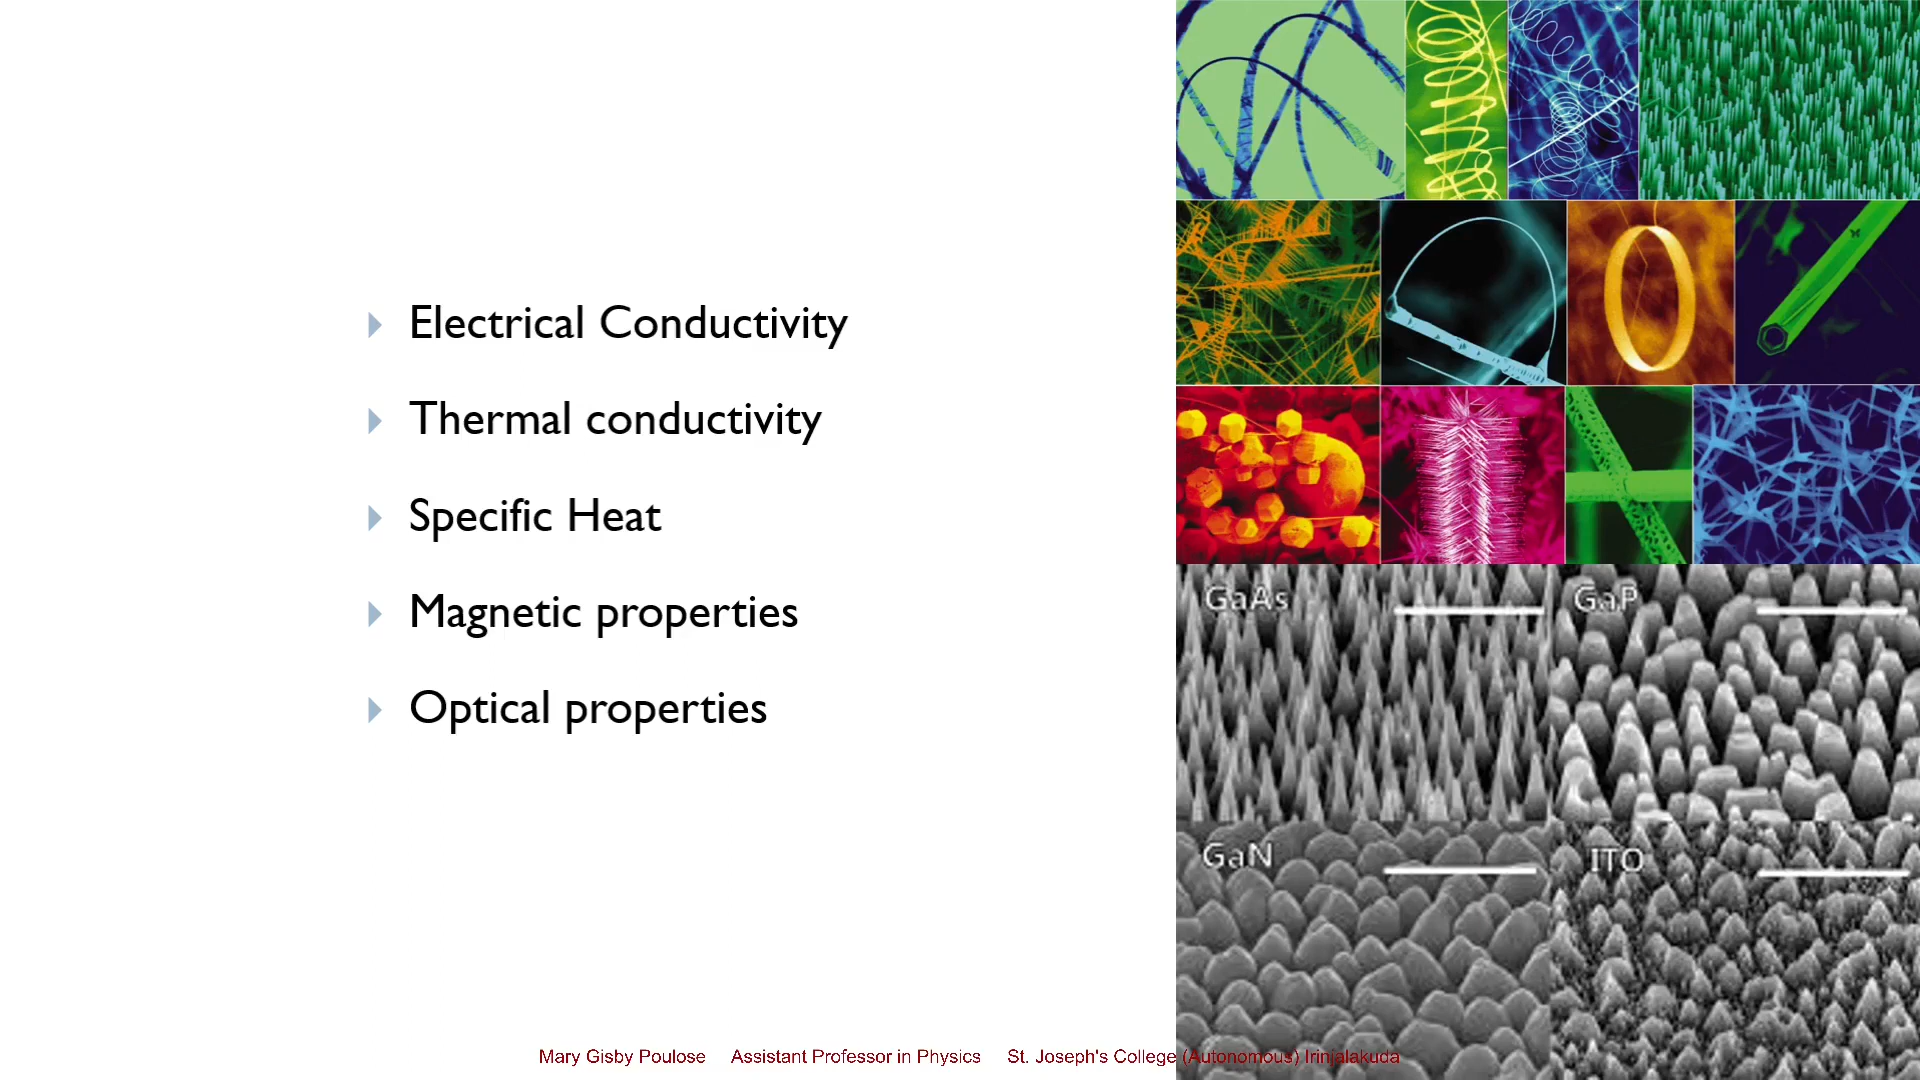 Electrical Conductivity
Thermal conductivity
Specific Heat
Magnetic properties
Optical properties
GaAs
GaP
GaN
ITO
Mary Gisby Poulose Assistant Professor in Physics St. Joseph's College (Autonomous) Irinjalakuda